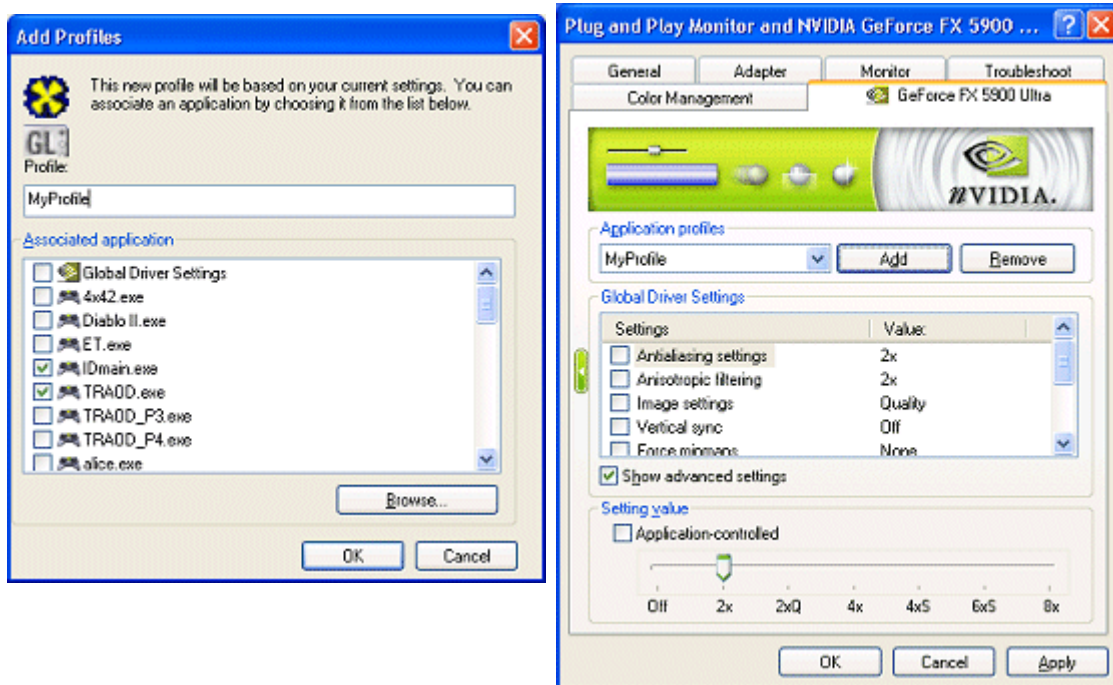 Add Profiles
This new profile will be based on your current settings. You can
associate an application by choosing it from the list below.
GL
Profile:
MyProfile
Associated application
Global Driver Settings
4x42.exe
Diablo II.exe
ET.exe
IDmain.exe
TRAOD.exe
TRAOD_P3.exe
TRAOD_P4.exe
alice.exe
Browse...
OK Cancel
Plug and Play Monitor and NVIDIA GeForce FX 5900 ...
General Adapter Monitor Troubleshoot
Color Management GeForce FX 5900 Ultra
nVIDIA.
Application profiles
MyProfile Add Remove
Global Driver Settings
Settings Value:
Antialiasing settings 2x
Anisotropic filtering 2x
Image settings Quality
Vertical sync Off
Force mipmaps None
Show advanced settings
Setting value
Application-controlled
Off 2x 2xQ 4x 4xS 6xS 8x
OK Cancel Apply